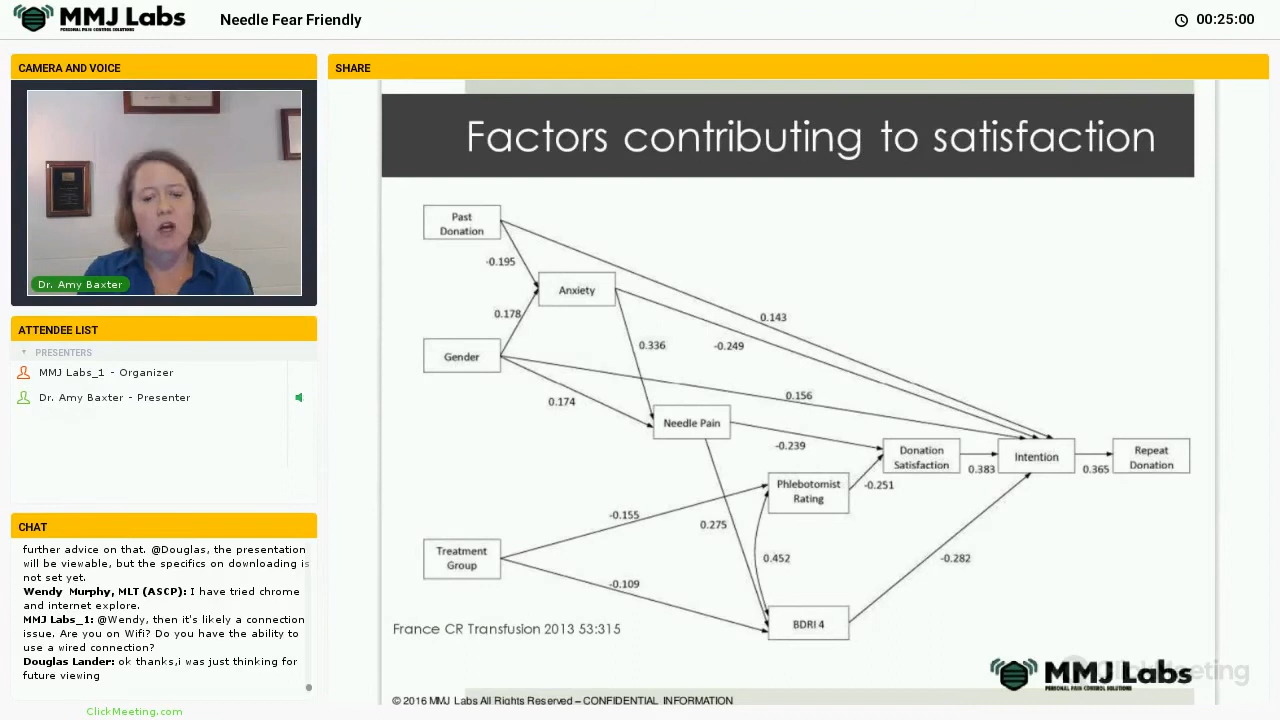 MMJ Labs
PERSONAL PAIN CONTROL SOLUTIONS
Needle Fear Friendly
00:25:00
CAMERA AND VOICE
Dr. Amy Baxter
ATTENDEE LIST
PRESENTERS
MMJ Labs_1 - Organizer
Dr. Amy Baxter - Presenter
CHAT
further advice on that. @Douglas, the presentation
will be viewable, but the specifics on downloading is
not set yet.
Wendy Murphy, MLT (ASCP): I have tried chrome
and internet explore.
MMJ Labs_1: @Wendy, then it's likely a connection
issue. Are you on Wifi? Do you have the ability to
use a wired connection?
Douglas Lander: ok thanks,i was just thinking for
future viewing
ClickMeeting.com
SHARE
Factors contributing to satisfaction
Past
Donation
-0.195
Anxiety
0.178
0.143
Gender
0.336
-0.249
0.174
0.156
Needle Pain
-0.239
Donation
Satisfaction
0.383
Intention
0.365
Repeat
Donation
Phlebotomist
Rating
-0.251
-0.155
0.275
Treatment
Group
0.452
-0.282
-0.109
BDRI 4
France CR Transfusion 2013 53:315
MMJ Labs
PERSONAL PAIN CONTROL SOLUTIONS
ClickMeeting
© 2016 MMJ Labs All Rights Reserved – CONFIDENTIAL INFORMATION